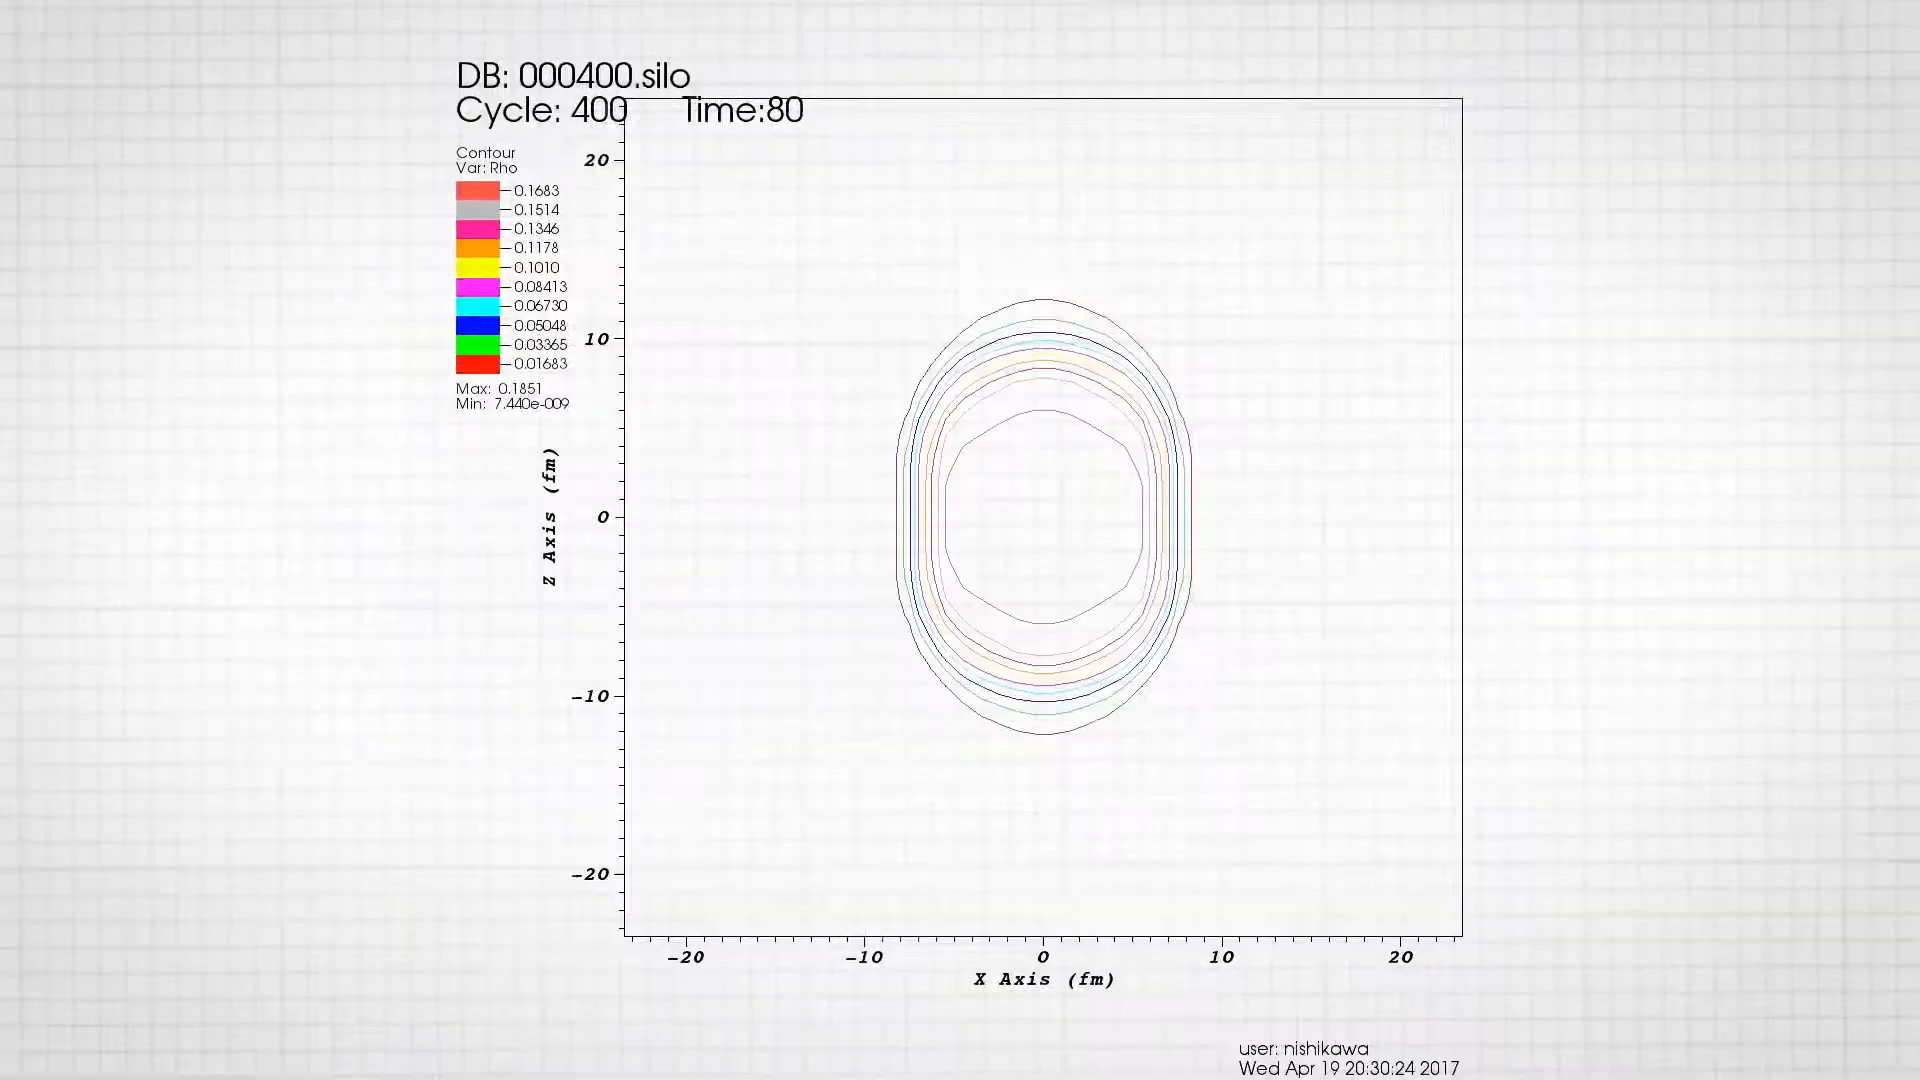 DB: 000400.silo
Cycle: 400 Time:80
Contour
Var: Rho
0.1683
0.1514
0.1346
0.1178
0.1010
0.08413
0.06730
0.05048
0.03365
0.01683
Max: 0.1851
Min: 7.440e-009
20
10
0
-10
-20
Z Axis (fm)
-20 -10 0 10 20
X Axis (fm)
user: nishikawa
Wed Apr 19 20:30:24 2017